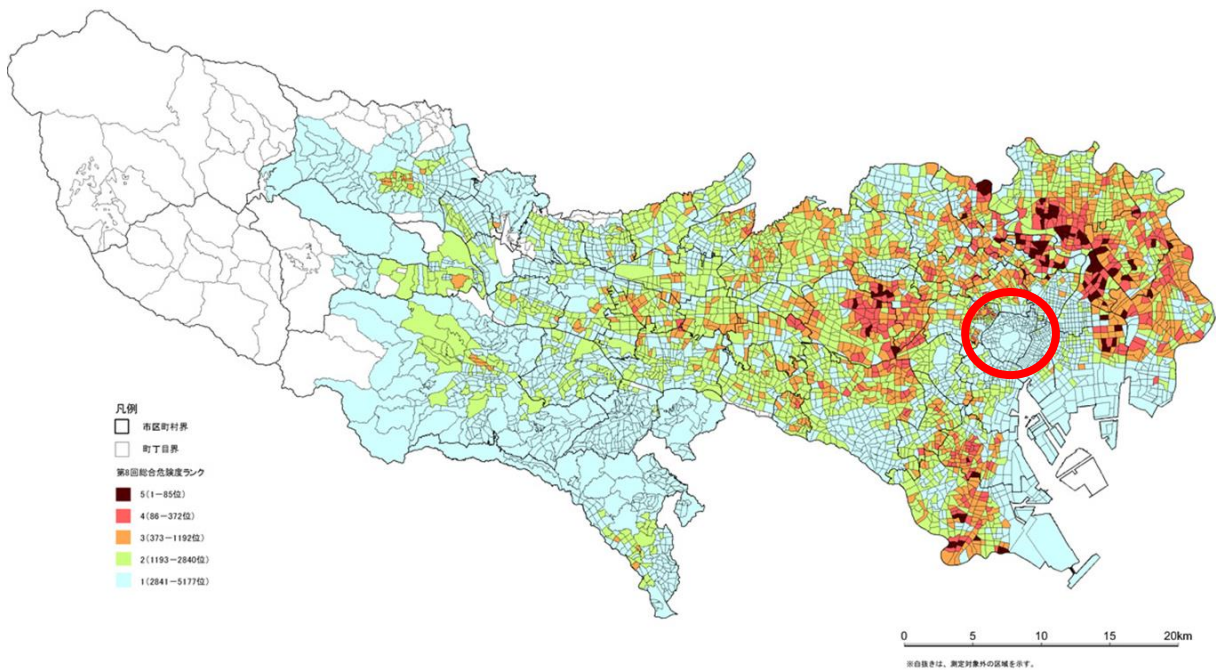 凡例
市区町村界
町丁目界
第8回総合危険度ランク
5(1-85位)
4(86-372位)
3(373-1192位)
2(1193-2840位)
1(2841-5177位)
0 5 10 15 20km
※白抜きは、測定対象外の区域を示す。